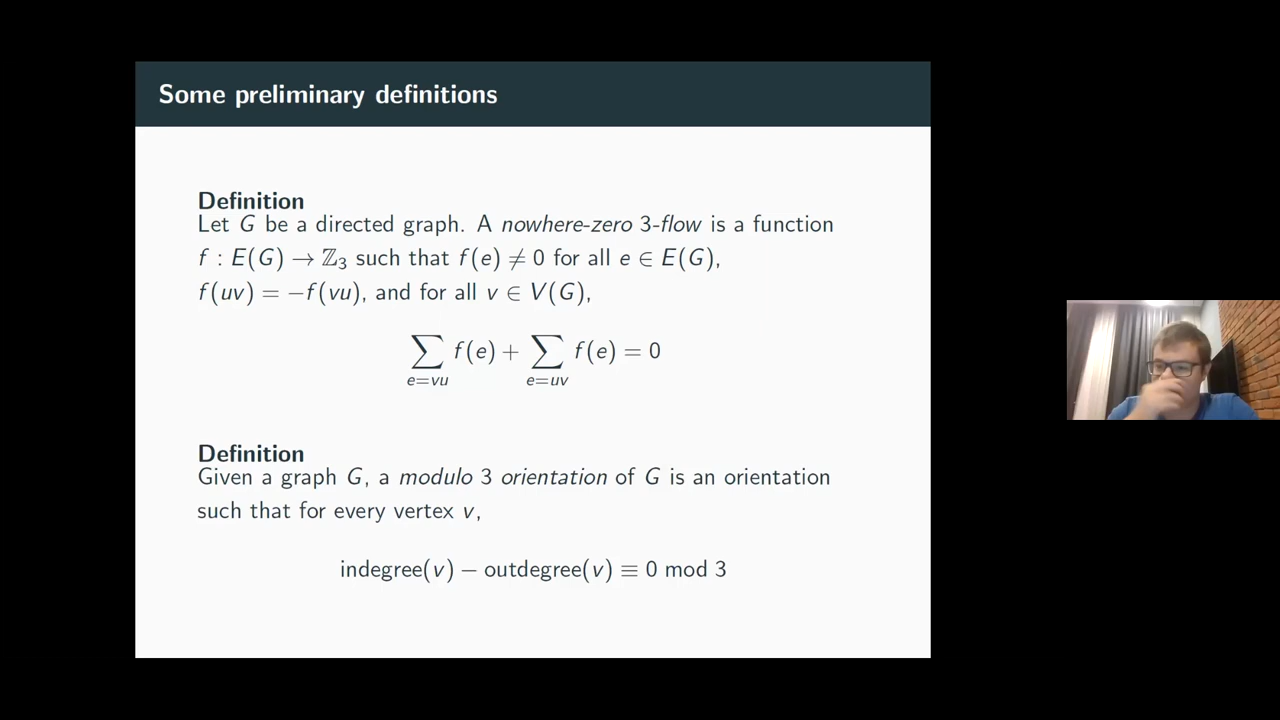 Some preliminary definitions
Definition
Let G be a directed graph. A nowhere-zero 3-flow is a function
f : E(G) → ℤ₃ such that f(e) ≠ 0 for all e ∈ E(G),
f(uv) = −f(vu), and for all v ∈ V(G),
∑_{e=vu} f(e) + ∑_{e=uv} f(e) = 0
Definition
Given a graph G, a modulo 3 orientation of G is an orientation
such that for every vertex v,
indegree(v) − outdegree(v) ≡ 0 mod 3